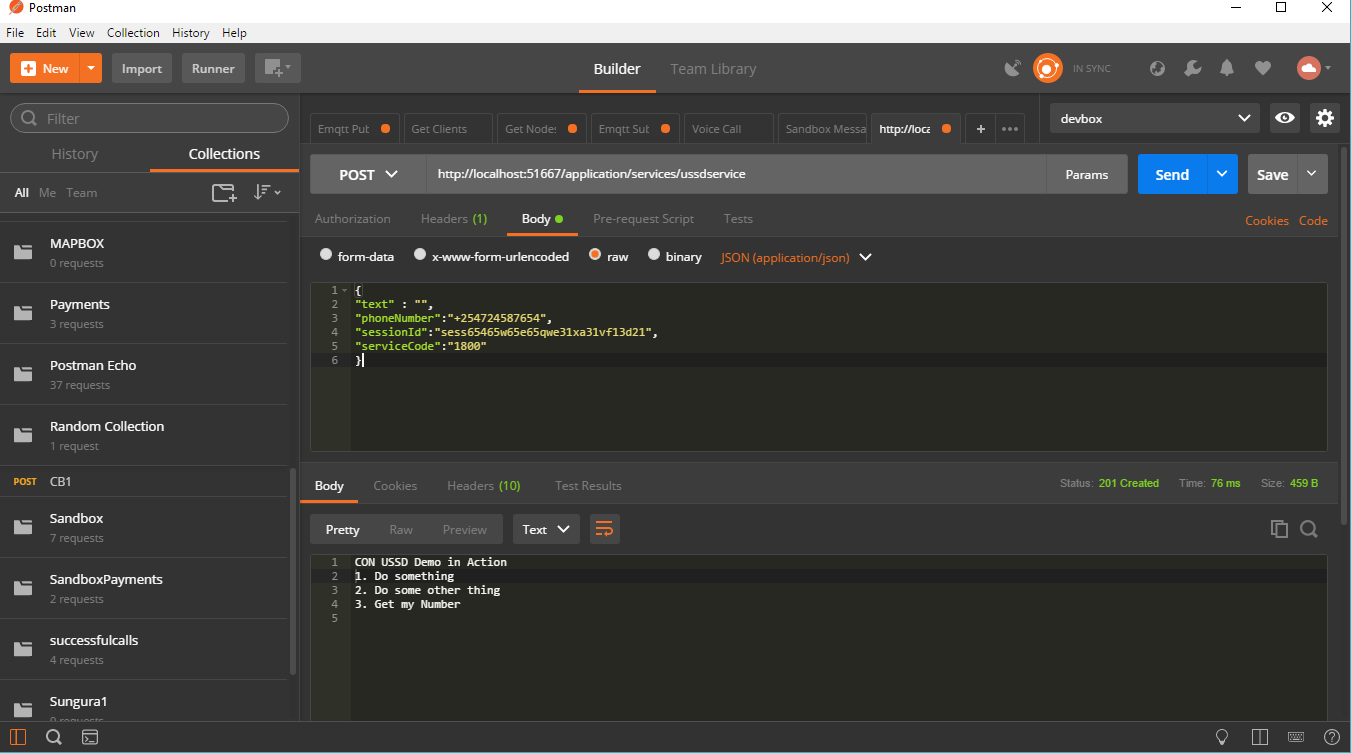 Postman
File Edit View Collection History Help
New Import Runner Builder Team Library IN SYNC
Filter
History Collections
All Me Team
MAPBOX
0 requests
Payments
3 requests
Postman Echo
37 requests
Random Collection
1 request
POST CB1
Sandbox
7 requests
SandboxPayments
2 requests
successfulcalls
4 requests
Sungura1
0 requests
Emqtt Put Get Clients Get Nodes Emqtt Sub Voice Call Sandbox Messa http://loca + •••
devbox
POST http://localhost:51667/application/services/ussdservice Params Send Save
Authorization Headers (1) Body Pre-request Script Tests Cookies Code
form-data x-www-form-urlencoded raw binary JSON (application/json)
1 {
2 "text" : "",
3 "phoneNumber":"+254724587654",
4 "sessionId":"sess65465w65e65qwe31xa31vf13d21",
5 "serviceCode":"1800"
6 }
Body Cookies Headers (10) Test Results Status: 201 Created Time: 76 ms Size: 459 B
Pretty Raw Preview Text
1 CON USSD Demo in Action
2 1. Do something
3 2. Do some other thing
4 3. Get my Number
5